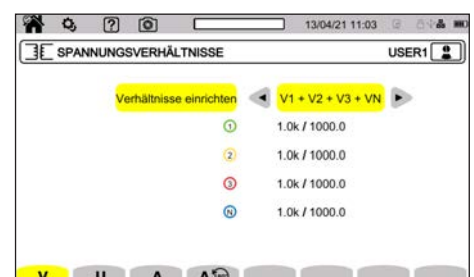 13/04/21 11:03
SPANNUNGSVERHÄLTNISSE USER1
Verhältnisse einrichten V1 + V2 + V3 + VN
1 1.0k / 1000.0
2 1.0k / 1000.0
3 1.0k / 1000.0
N 1.0k / 1000.0
V U A